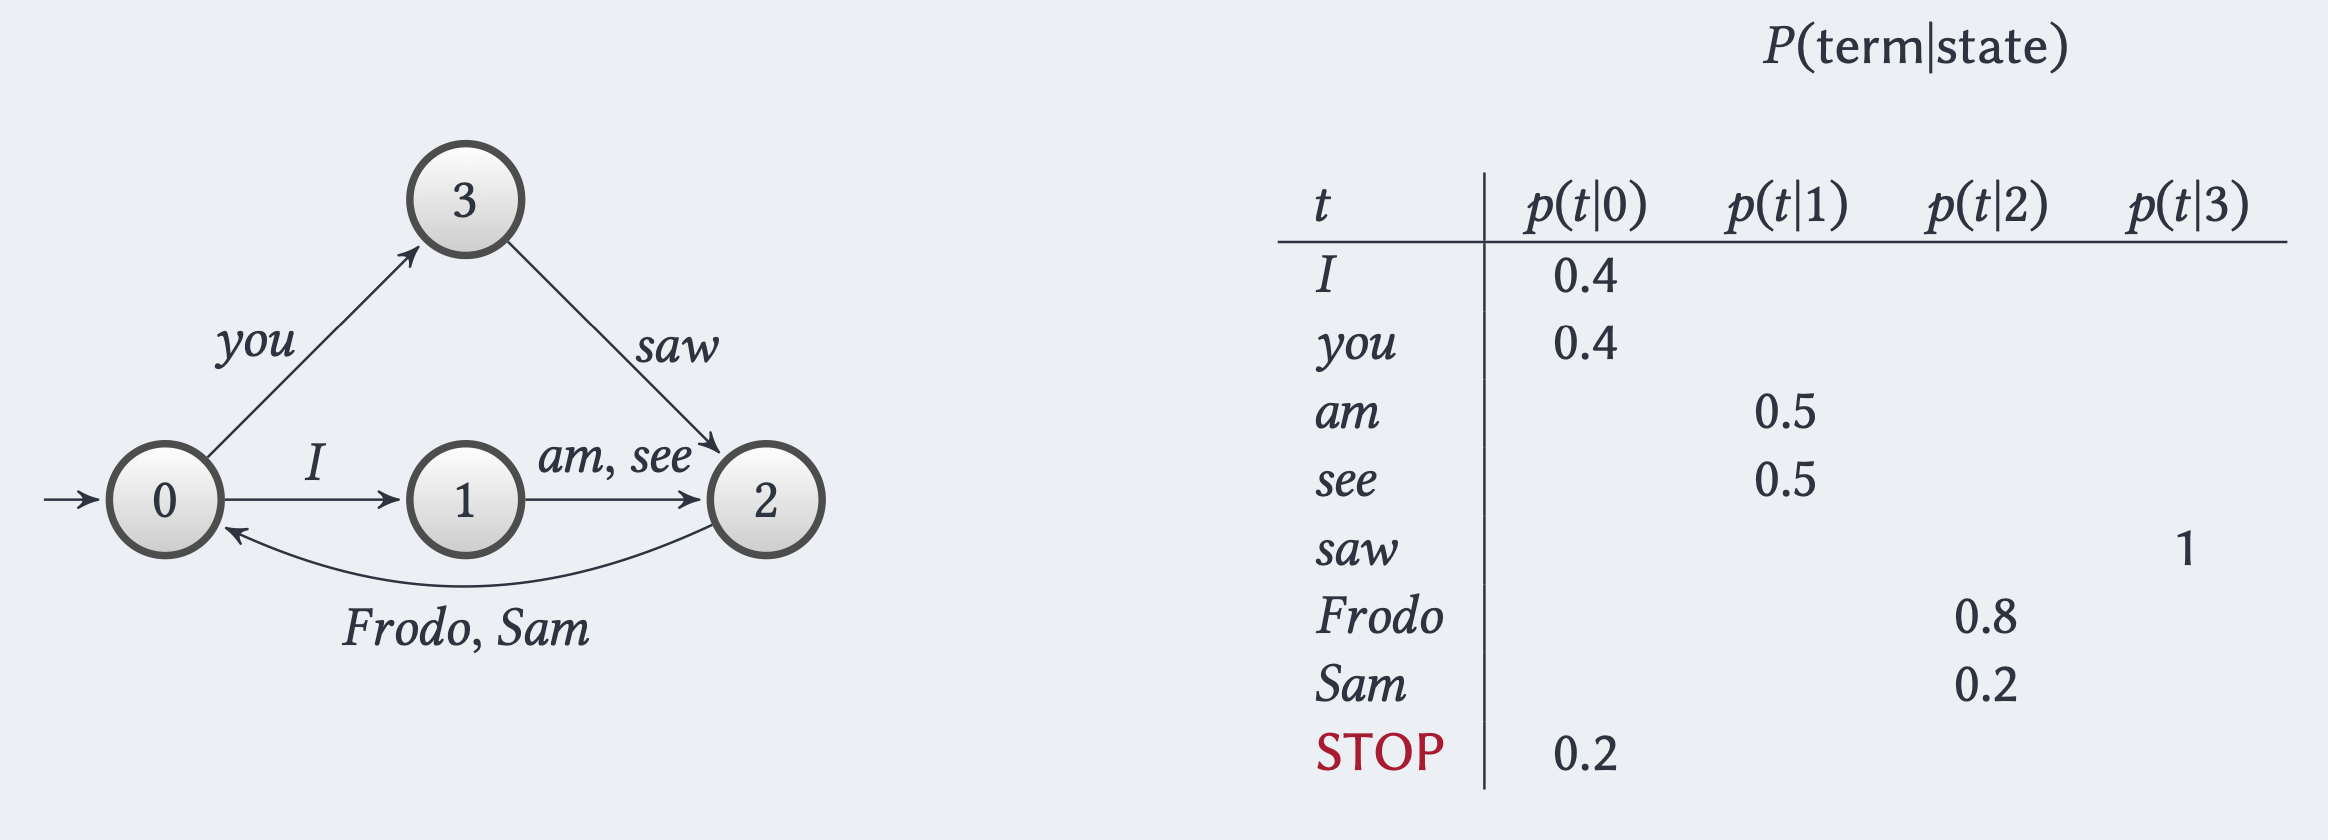 P(term|state)
3
t p(t|0) p(t|1) p(t|2) p(t|3)
I 0.4
you saw
you 0.4
am 0.5
I am, see
see 0.5
0 1 2
saw 1
Frodo, Sam
Frodo 0.8
Sam 0.2
STOP 0.2